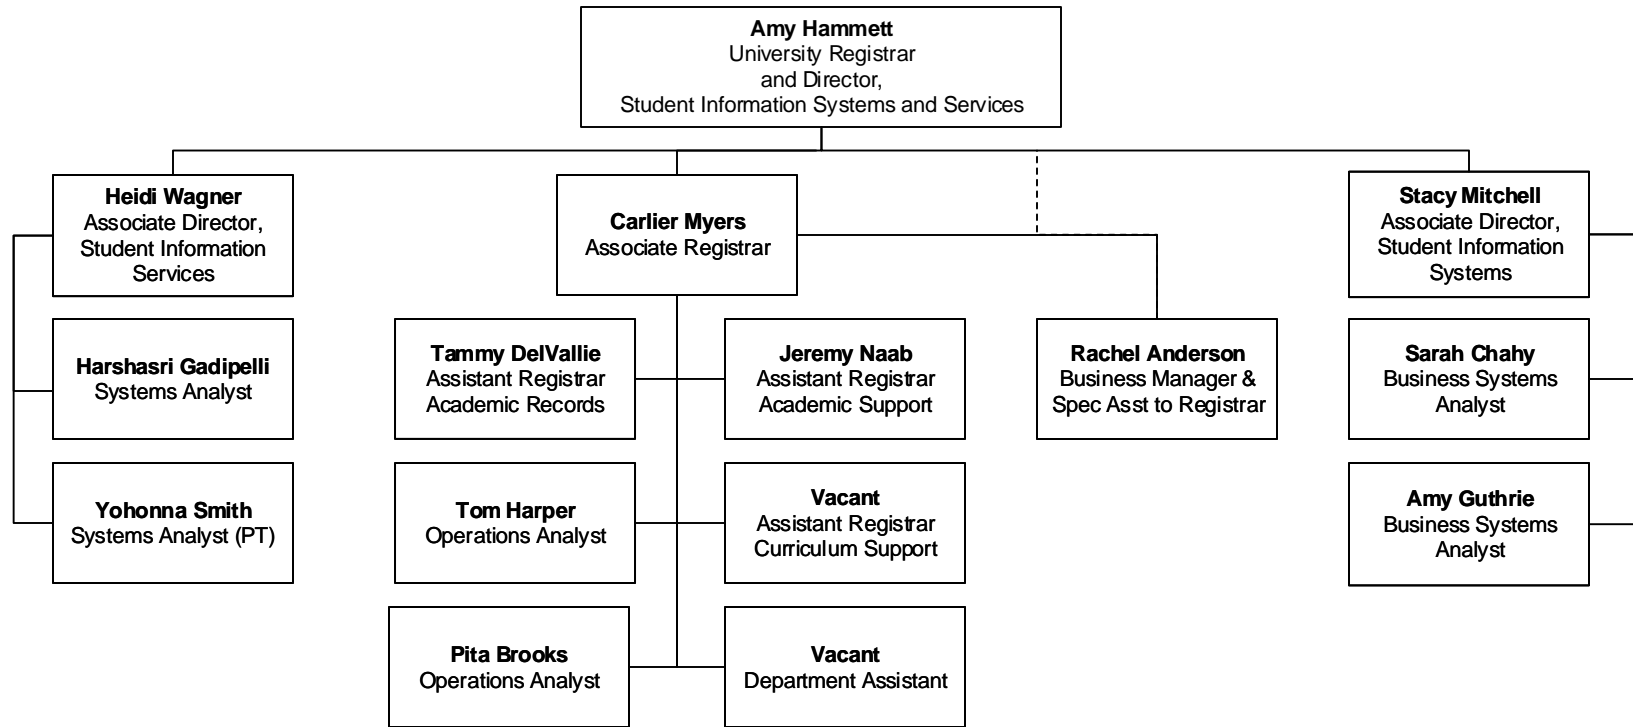 Amy Hammett
University Registrar
and Director,
Student Information Systems and Services
Heidi Wagner
Associate Director,
Student Information
Services
Carlier Myers
Associate Registrar
Stacy Mitchell
Associate Director,
Student Information
Systems
Harshasri Gadipelli
Systems Analyst
Tammy DelVallie
Assistant Registrar
Academic Records
Jeremy Naab
Assistant Registrar
Academic Support
Rachel Anderson
Business Manager &
Spec Asst to Registrar
Sarah Chahy
Business Systems
Analyst
Yohonna Smith
Systems Analyst (PT)
Tom Harper
Operations Analyst
Vacant
Assistant Registrar
Curriculum Support
Amy Guthrie
Business Systems
Analyst
Pita Brooks
Operations Analyst
Vacant
Department Assistant